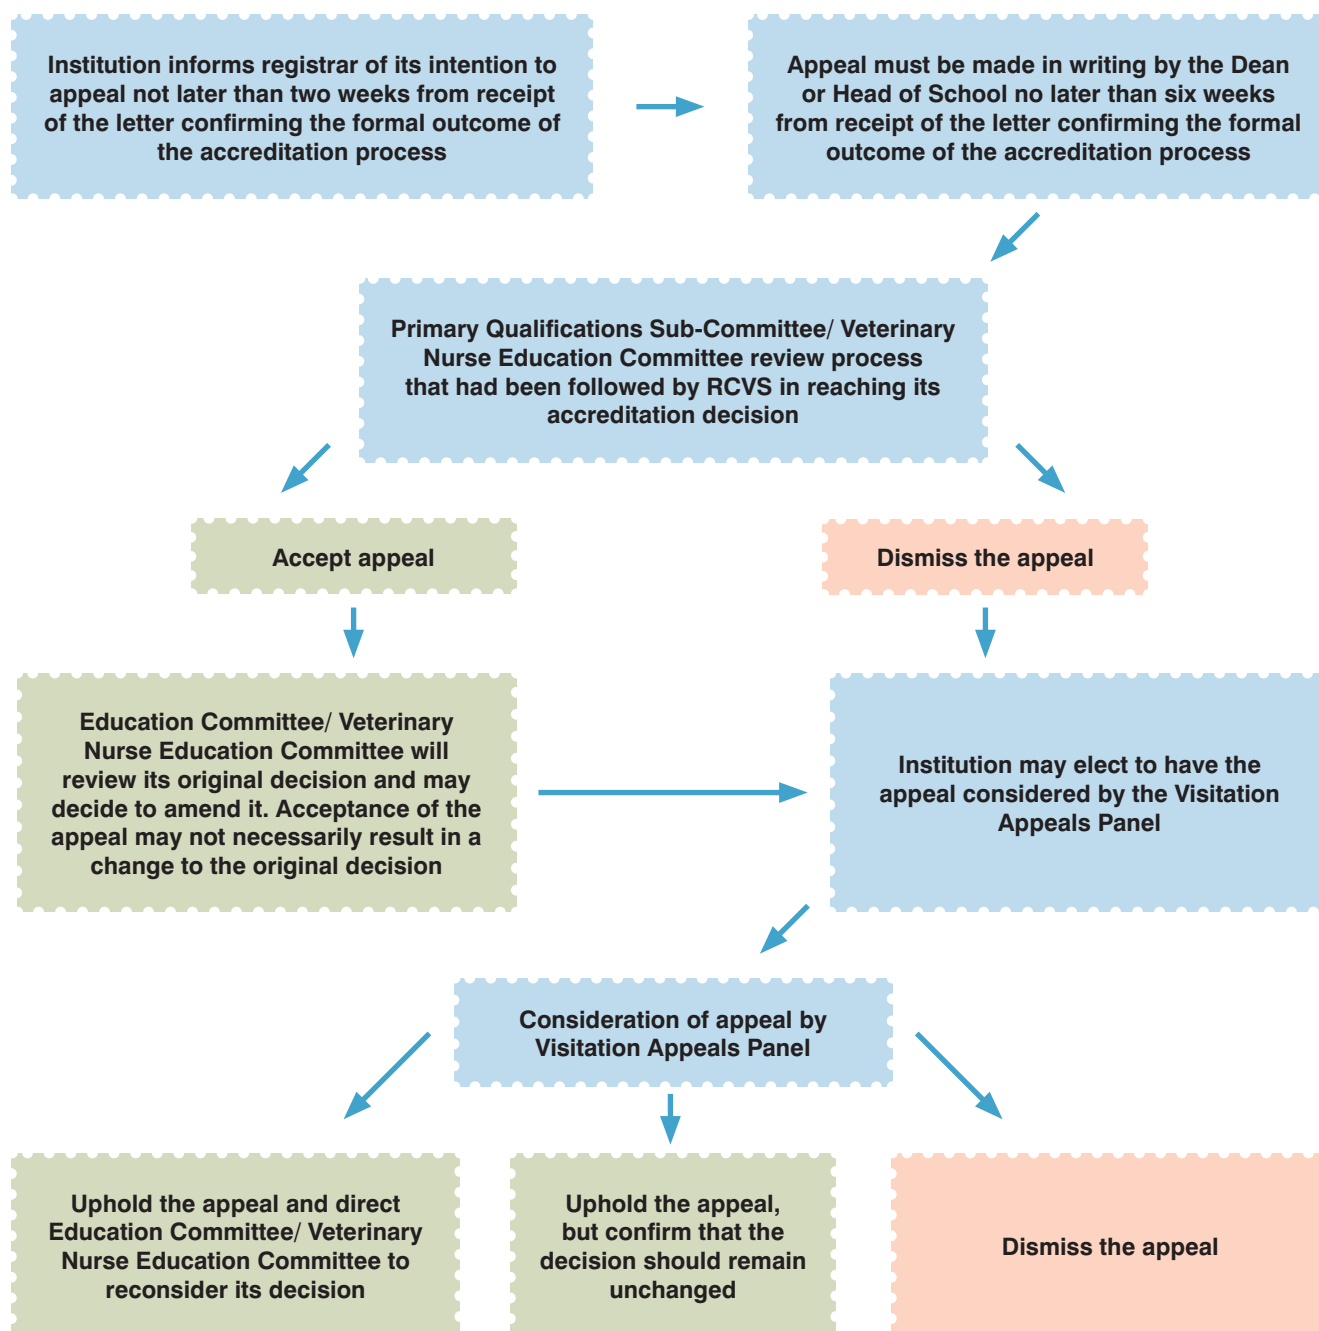 Institution informs registrar of its intention to
appeal not later than two weeks from receipt
of the letter confirming the formal outcome of
the accreditation process
Appeal must be made in writing by the Dean
or Head of School no later than six weeks
from receipt of the letter confirming the formal
outcome of the accreditation process
Primary Qualifications Sub-Committee/ Veterinary
Nurse Education Committee review process
that had been followed by RCVS in reaching its
accreditation decision
Accept appeal
Dismiss the appeal
Education Committee/ Veterinary
Nurse Education Committee will
review its original decision and may
decide to amend it. Acceptance of the
appeal may not necessarily result in a
change to the original decision
Institution may elect to have the
appeal considered by the Visitation
Appeals Panel
Consideration of appeal by
Visitation Appeals Panel
Uphold the appeal and direct
Education Committee/ Veterinary
Nurse Education Committee to
reconsider its decision
Uphold the appeal,
but confirm that the
decision should remain
unchanged
Dismiss the appeal